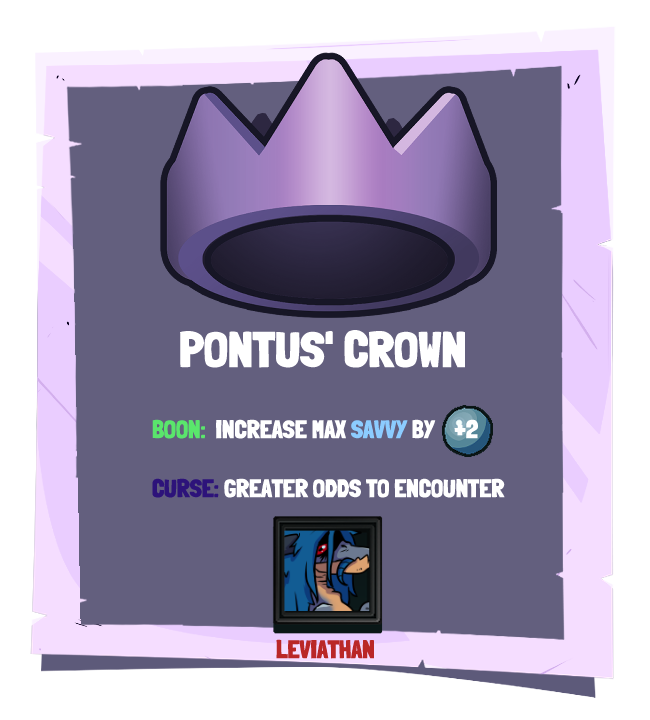 PONTUS' CROWN
BOON: INCREASE MAX SAVVY BY +2
CURSE: GREATER ODDS TO ENCOUNTER
LEVIATHAN